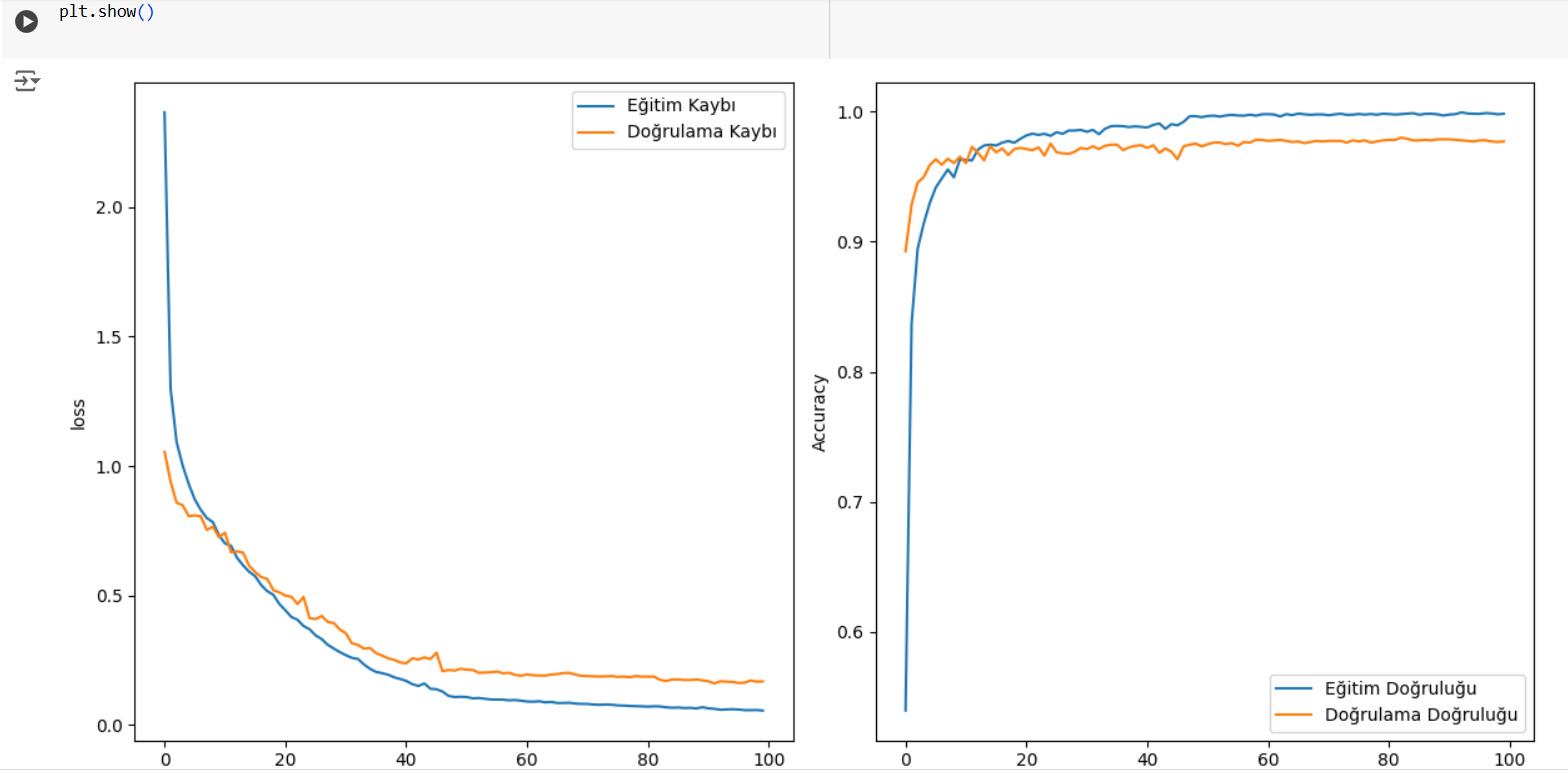 plt.show()
Eğitim Kaybı
Doğrulama Kaybı
2.0
1.5
1.0
0.5
0.0
loss
0 20 40 60 80 100
1.0
0.9
0.8
0.7
0.6
Accuracy
Eğitim Doğruluğu
Doğrulama Doğruluğu
0 20 40 60 80 100